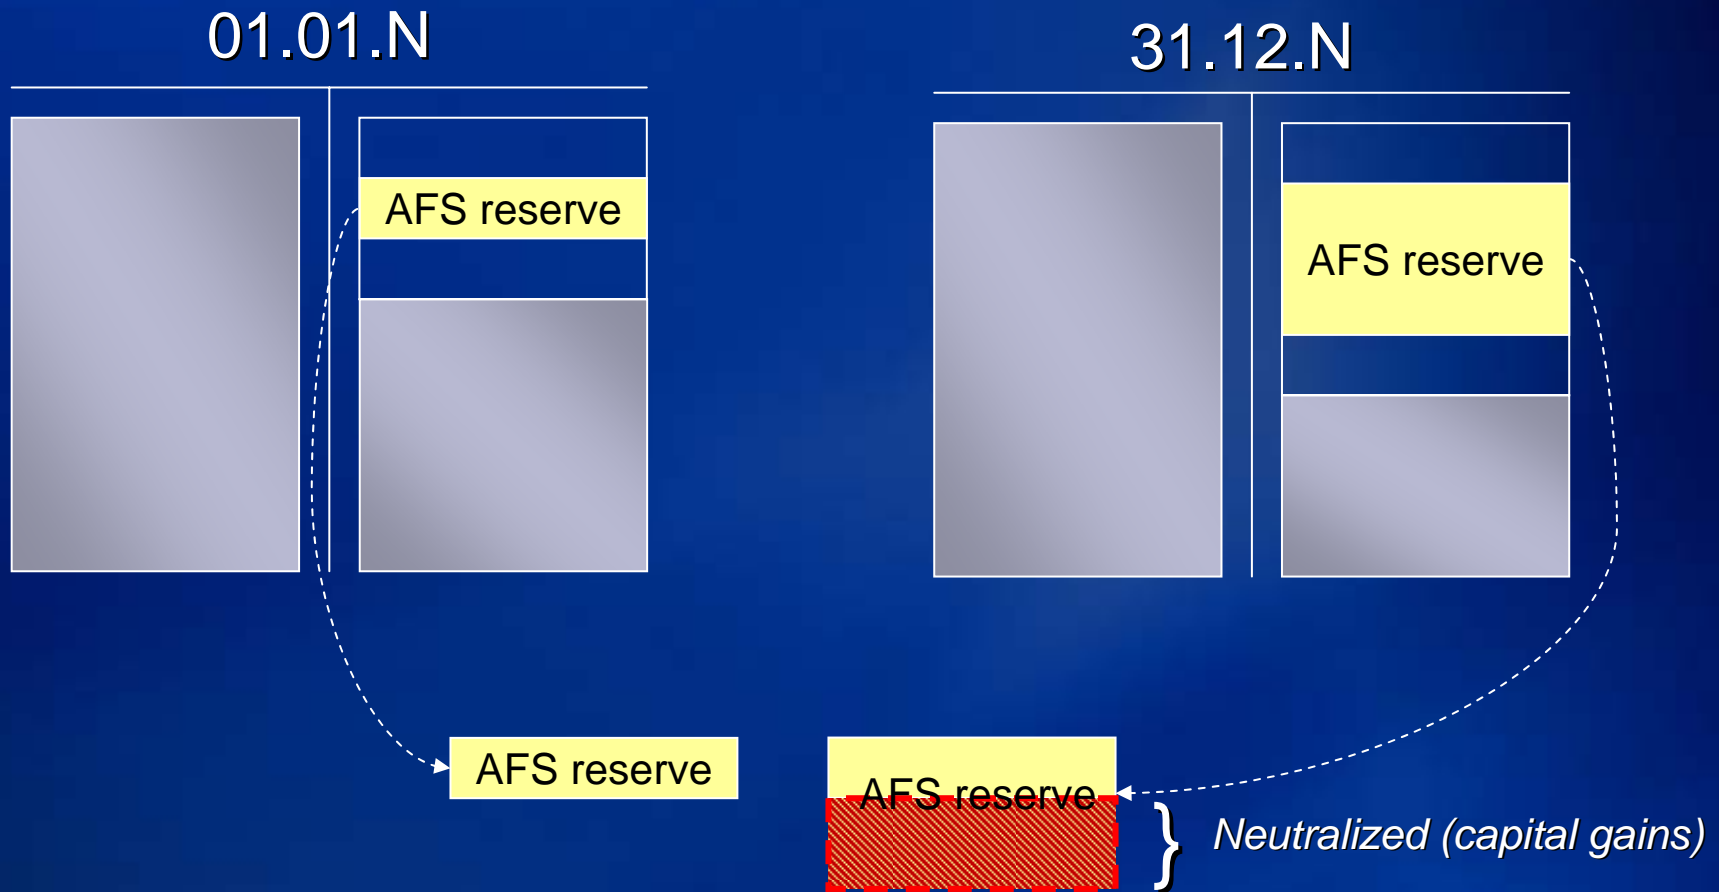 01.01.N
31.12.N
AFS reserve
AFS reserve
AFS reserve
AFS reserve
} Neutralized (capital gains)